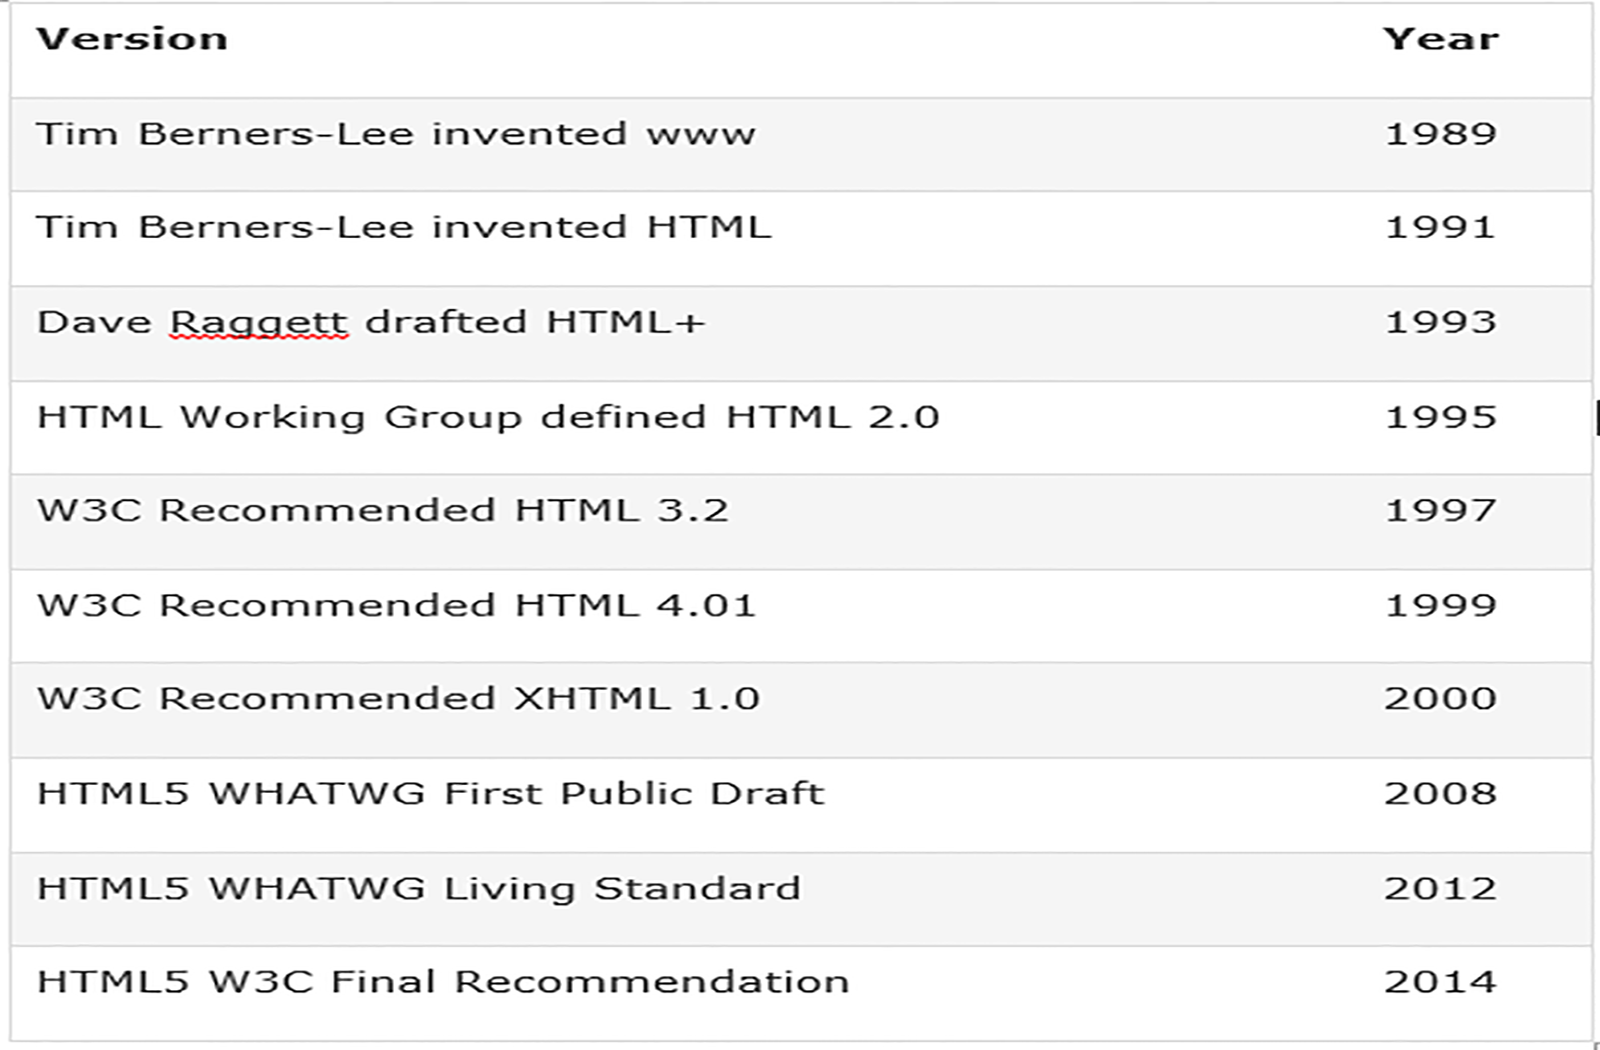 Version Year
Tim Berners-Lee invented www 1989
Tim Berners-Lee invented HTML 1991
Dave Raggett drafted HTML+ 1993
HTML Working Group defined HTML 2.0 1995
W3C Recommended HTML 3.2 1997
W3C Recommended HTML 4.01 1999
W3C Recommended XHTML 1.0 2000
HTML5 WHATWG First Public Draft 2008
HTML5 WHATWG Living Standard 2012
HTML5 W3C Final Recommendation 2014